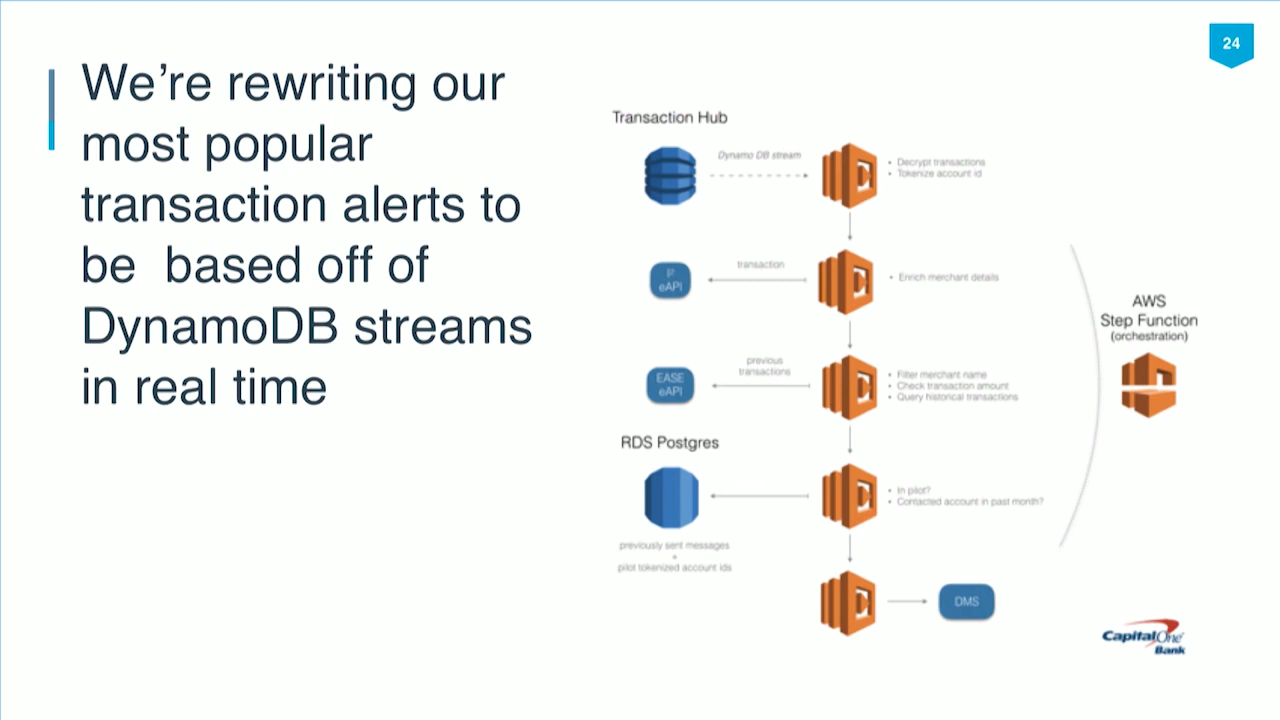 24
We’re rewriting our
most popular
transaction alerts to
be  based off of
DynamoDB streams
in real time
Transaction Hub
Dynamo DB stream
• Decrypt transactions
• Tokenize account id
eAPI
transaction
• Enrich merchant details
EASE
eAPI
previous
transactions
• Filter merchant name
• Check transaction amount
• Query historical transactions
RDS Postgres
• In pilot?
• Contacted account in past month?
previously sent messages
+
pilot tokenized account ids
DMS
AWS
Step Function
(orchestration)
CapitalOne
Bank